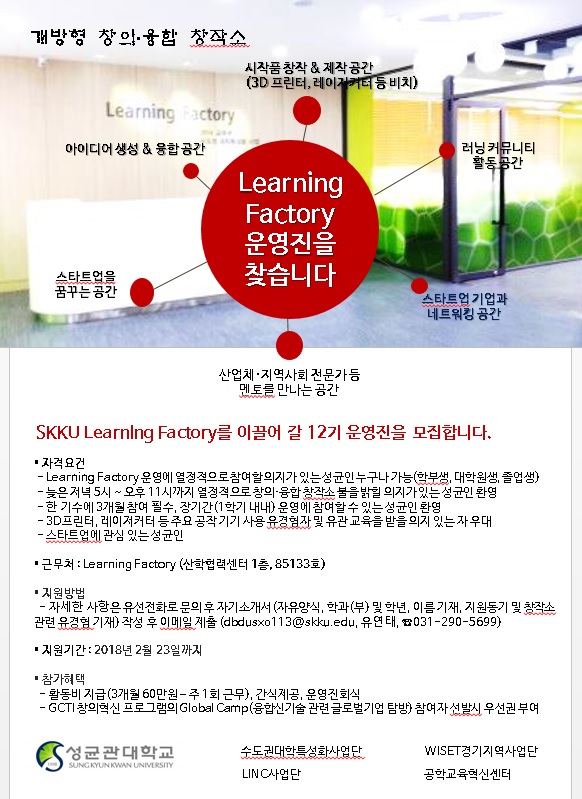 개방형 창의·융합 창작소
시작품 창작 & 제작 공간
(3D 프린터, 레이저커터 등 비치)
Learning Factory
아이디어 생성 & 융합 공간
러닝 커뮤니티
활동 공간
Learning
Factory
운영진을
찾습니다
스타트업을
꿈꾸는 공간
스타트업 기업과
네트워킹 공간
산업체·지역사회 전문가 등
멘토를 만나는 공간
SKKU Learning Factory를 이끌어 갈 12기 운영진을 모집합니다.
▪ 자격요건
- Learning Factory 운영에 열정적으로 참여할 의지가 있는 성균인 누구나 가능(학부생, 대학원생, 졸업생)
- 늦은 저녁 5시 ~ 오후 11시까지 열정적으로 창의·융합 창작소 불을 밝힐 의지가 있는 성균인 환영
- 한 기수에 3개월 참여 필수, 장기간(1학기 내내) 운영에 참여할 수 있는 성균인 환영
- 3D프린터, 레이저커터 등 주요 공작 기기 사용 유경험자 및 유관 교육을 받을 의지 있는 자 우대
- 스타트업에 관심 있는 성균인
▪ 근무처 : Learning Factory (산학협력센터 1층, 85133호)
▪ 지원방법
- 자세한 사항은 유선전화로 문의 후 자기소개서 (자유양식, 학과(부) 및 학년, 이름 기재, 지원동기 및 창작소
관련 유경험 기재) 작성 후 이메일 제출 (dbdusxo113@skku.edu, 유연태, ☎031-290-5699)
▪ 지원기간 : 2018년 2월 23일까지
▪ 참가혜택
- 활동비 지급(3개월 60만원 – 주 1회 근무), 간식제공, 운영진회식
- GCTI 창의혁신 프로그램의 Global Camp(융합신기술 관련 글로벌기업 탐방) 참여자 선발시 우선권 부여
성균관대학교
SUNG KYUN KWAN UNIVERSITY
수도권대학특성화사업단
WISET경기지역사업단
LINC사업단
공학교육혁신센터